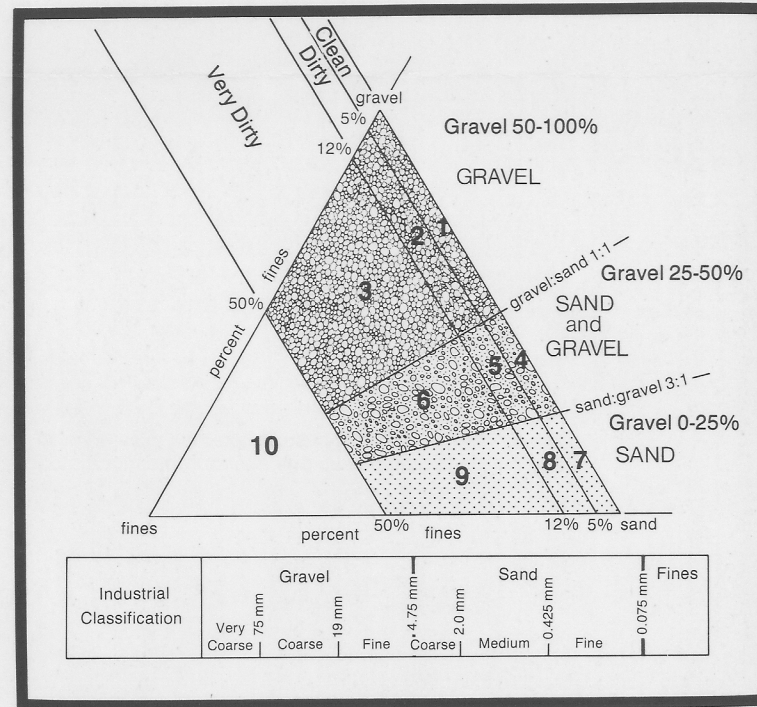 Clean
Dirty
Very Dirty
gravel
5%
12%
Gravel 50-100%
GRAVEL
fines
50%
percent
gravel:sand 1:1
Gravel 25-50%
SAND
and
GRAVEL
sand:gravel 3:1
Gravel 0-25%
SAND
1
2
3
4
5
6
7
8
9
10
fines
percent
50%
fines
12%
5%
sand
Industrial
Classification
Gravel
Sand
Fines
Very
Coarse
75 mm
Coarse
19 mm
Fine
4.75 mm
Coarse
2.0 mm
Medium
0.425 mm
Fine
0.075 mm